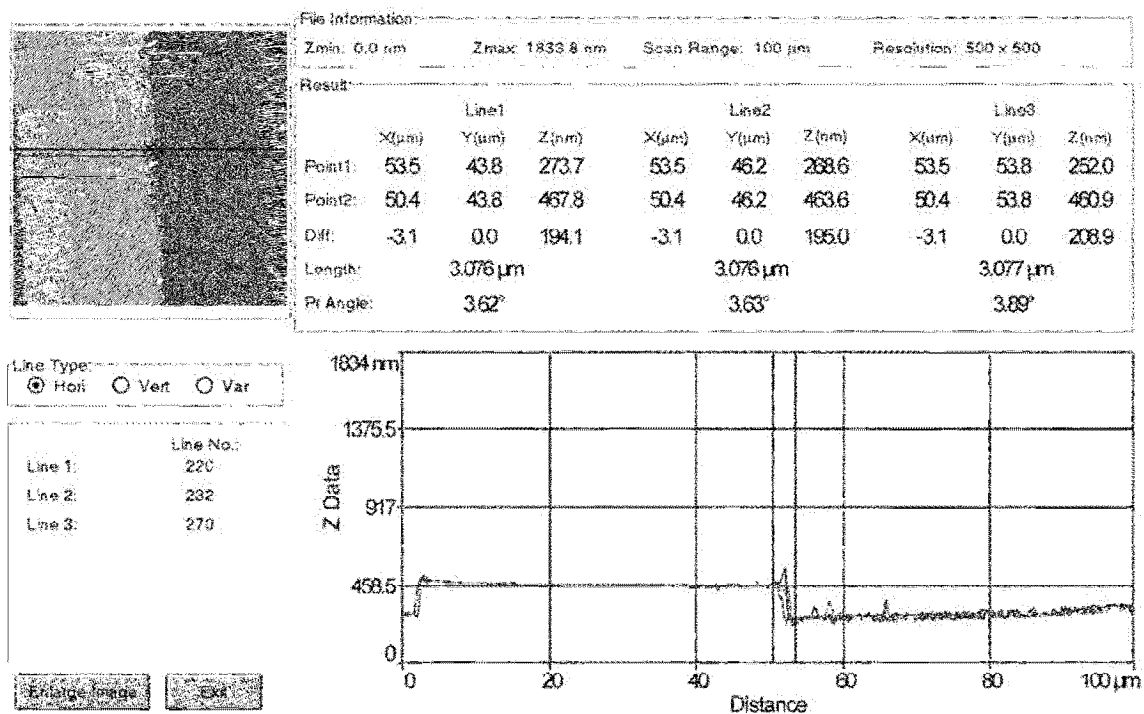 File Information:
Zmin: 0.0 nm Zmax: 1833.8 nm Scan Range: 100 µm Resolution: 500 x 500
Result:
Line1 Line2 Line3
X(µm) Y(µm) Z(nm) X(µm) Y(µm) Z(nm) X(µm) Y(µm) Z(nm)
Point1: 53.5 43.8 273.7 53.5 46.2 268.6 53.5 53.8 252.0
Point2: 50.4 43.8 467.8 50.4 46.2 463.6 50.4 53.8 460.9
Diff: -3.1 0.0 194.1 -3.1 0.0 195.0 -3.1 0.0 208.9
Length: 3.076 µm 3.076 µm 3.077 µm
Pr Angle: 3.62° 3.63° 3.89°
Line Type:
Hori Vert Var
Line No.:
Line 1: 220
Line 2: 232
Line 3: 270
Enlarge Image Exit
1834 nm
1375.5
917
458.5
0
Z Data
0 20 40 60 80 100 µm
Distance